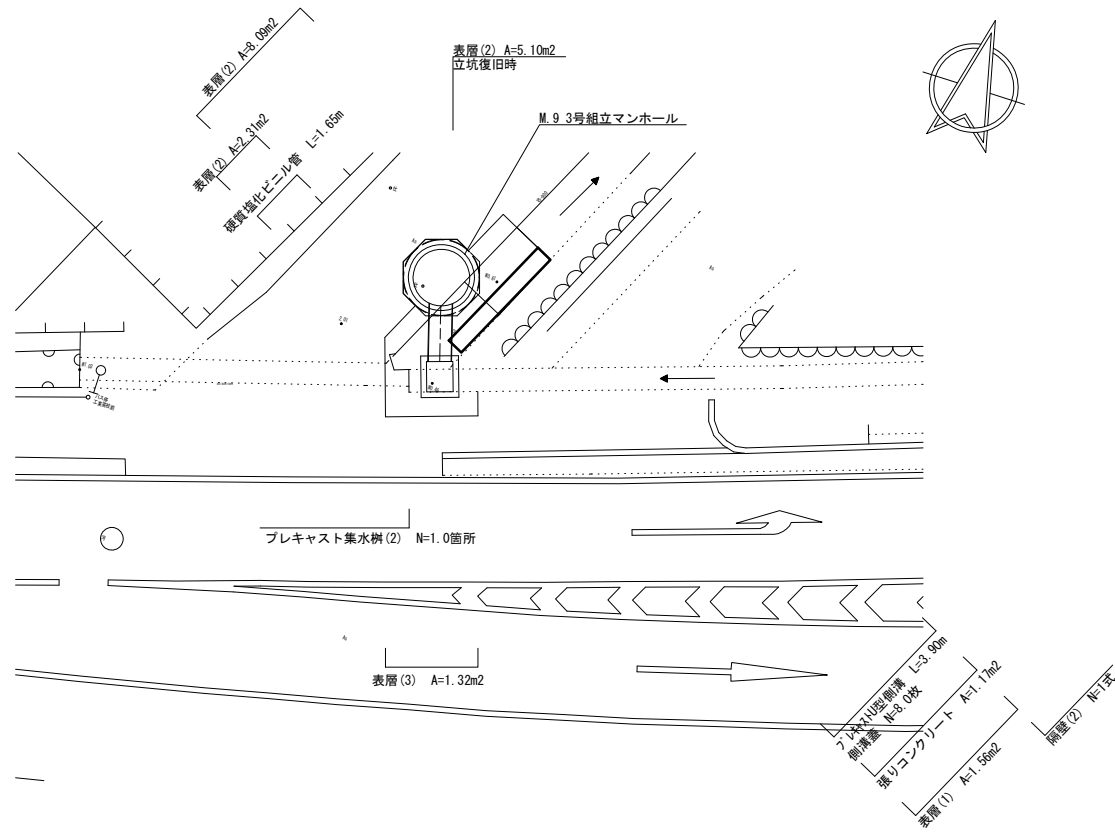 表層(2) A=8.09m2
表層(2) A=5.10m2
立坑復旧時
表層(2) A=2.31m2
硬質塩化ビニル管 L=1.65m
M.9 3号組立マンホール
プレキャスト集水桝(2) N=1.0箇所
表層(3) A=1.32m2
プレキャストU型側溝 L=3.90m
側溝蓋 N=8.0枚
張りコンクリート A=1.17m2
表層(1) A=1.56m2
隔壁(2) N=1式